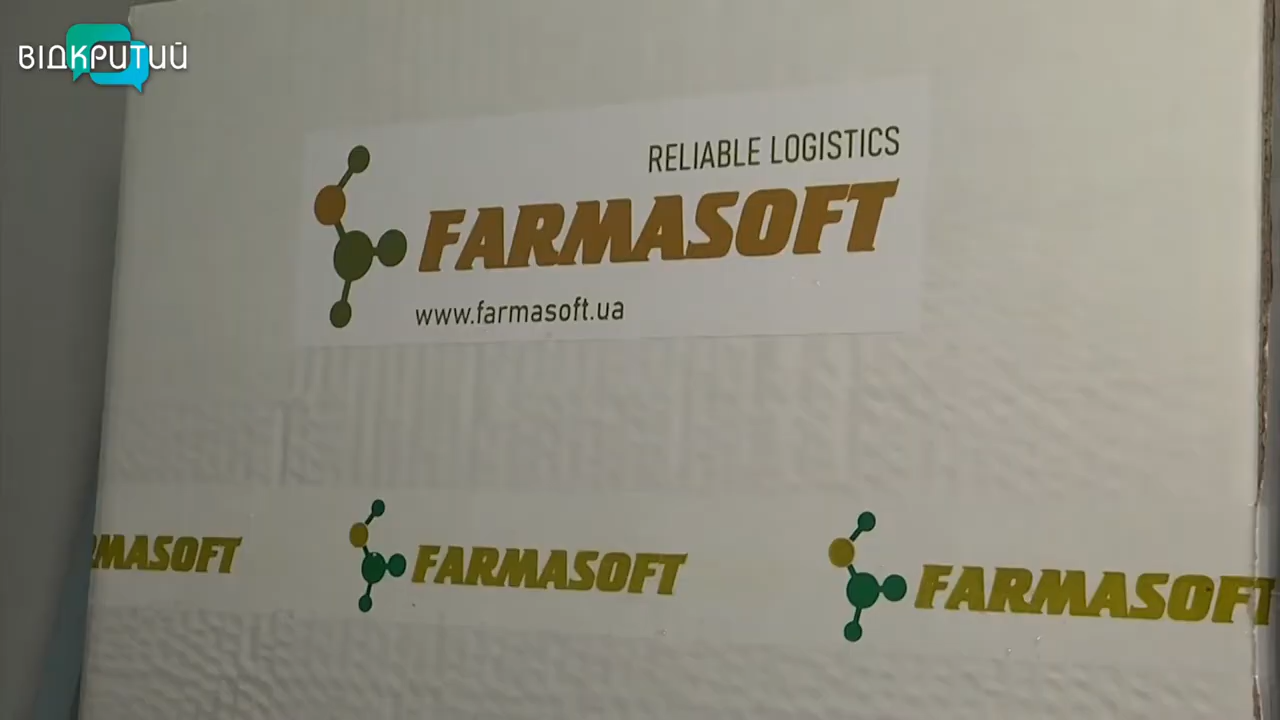 ВІДКРИТИЙ
RELIABLE LOGISTICS
FARMASOFT
www.farmasoft.ua
RMASOFT FARMASOFT FARMASOFT